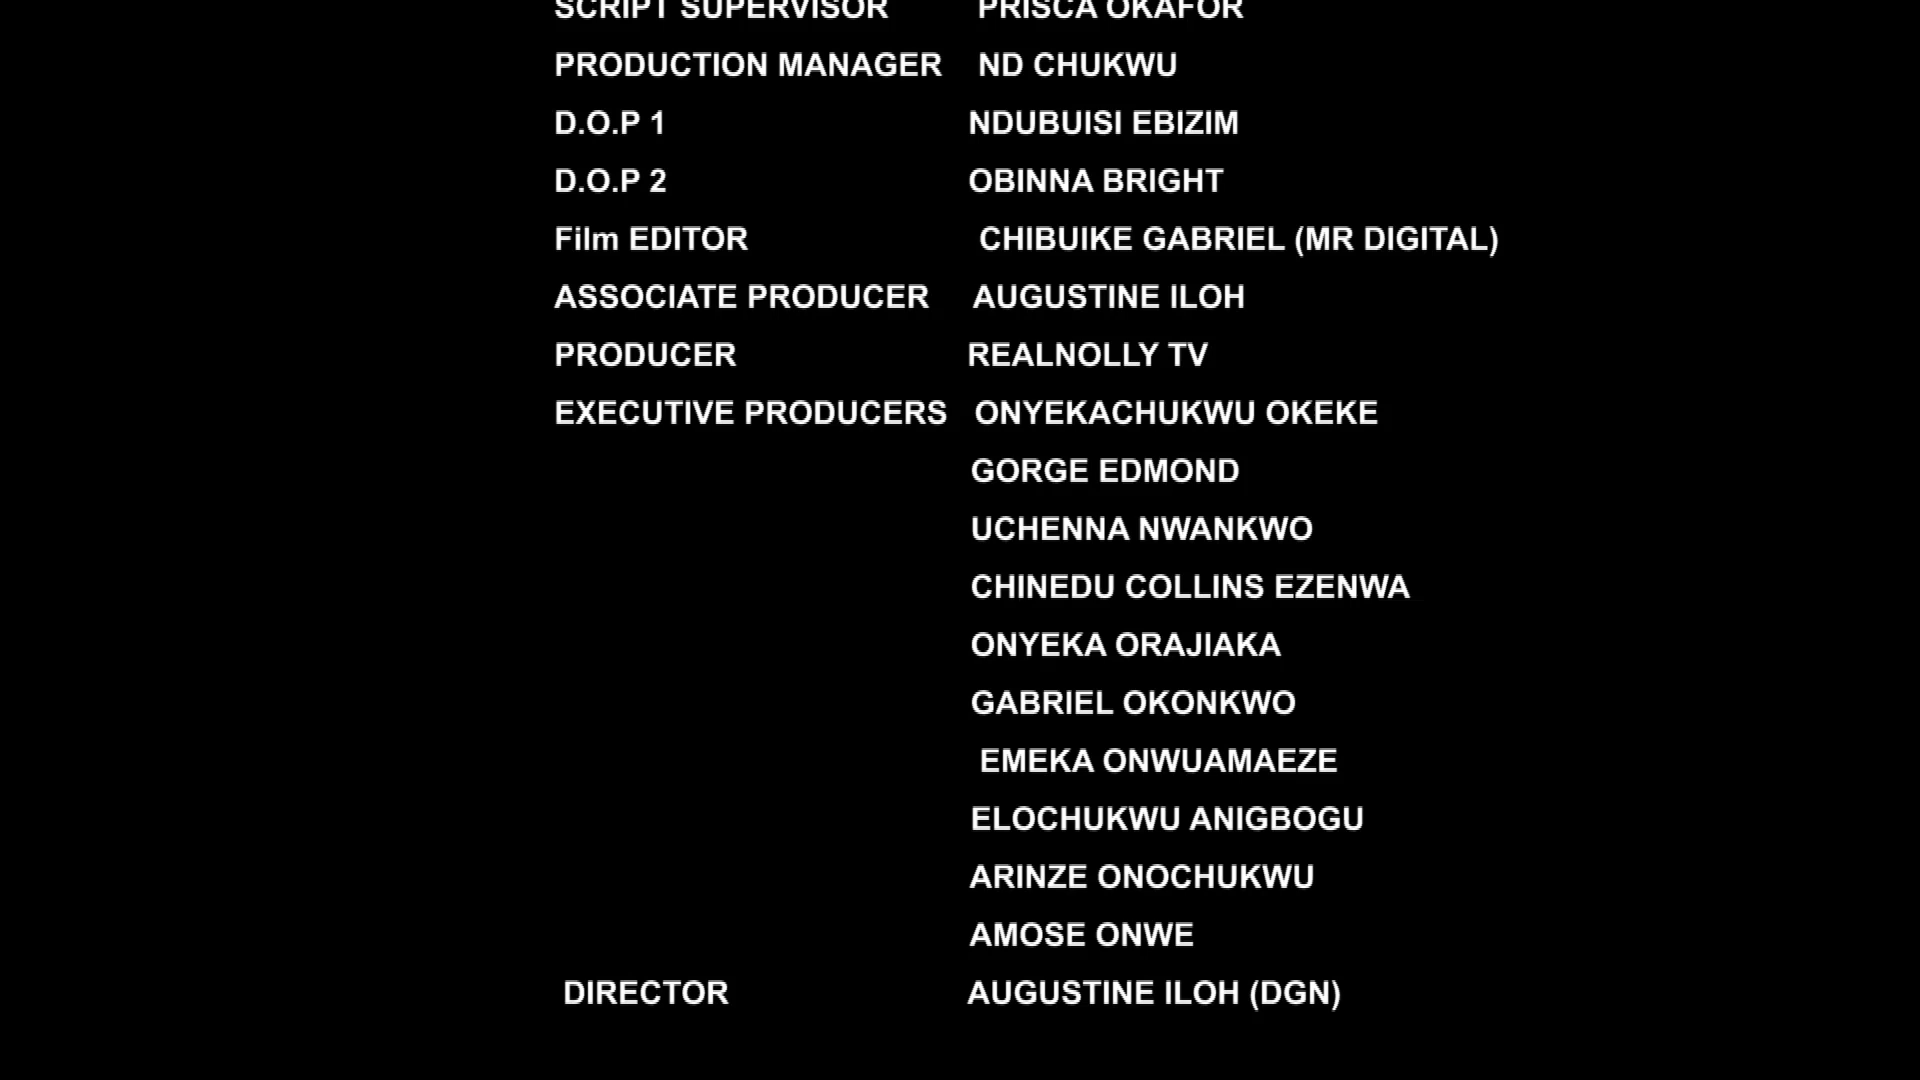 SCRIPT SUPERVISOR PRISCA OKAFOR
PRODUCTION MANAGER ND CHUKWU
D.O.P 1 NDUBUISI EBIZIM
D.O.P 2 OBINNA BRIGHT
Film EDITOR CHIBUIKE GABRIEL (MR DIGITAL)
ASSOCIATE PRODUCER AUGUSTINE ILOH
PRODUCER REALNOLLY TV
EXECUTIVE PRODUCERS ONYEKACHUKWU OKEKE
GORGE EDMOND
UCHENNA NWANKWO
CHINEDU COLLINS EZENWA
ONYEKA ORAJIAKA
GABRIEL OKONKWO
EMEKA ONWUAMAEZE
ELOCHUKWU ANIGBOGU
ARINZE ONOCHUKWU
AMOSE ONWE
DIRECTOR AUGUSTINE ILOH (DGN)